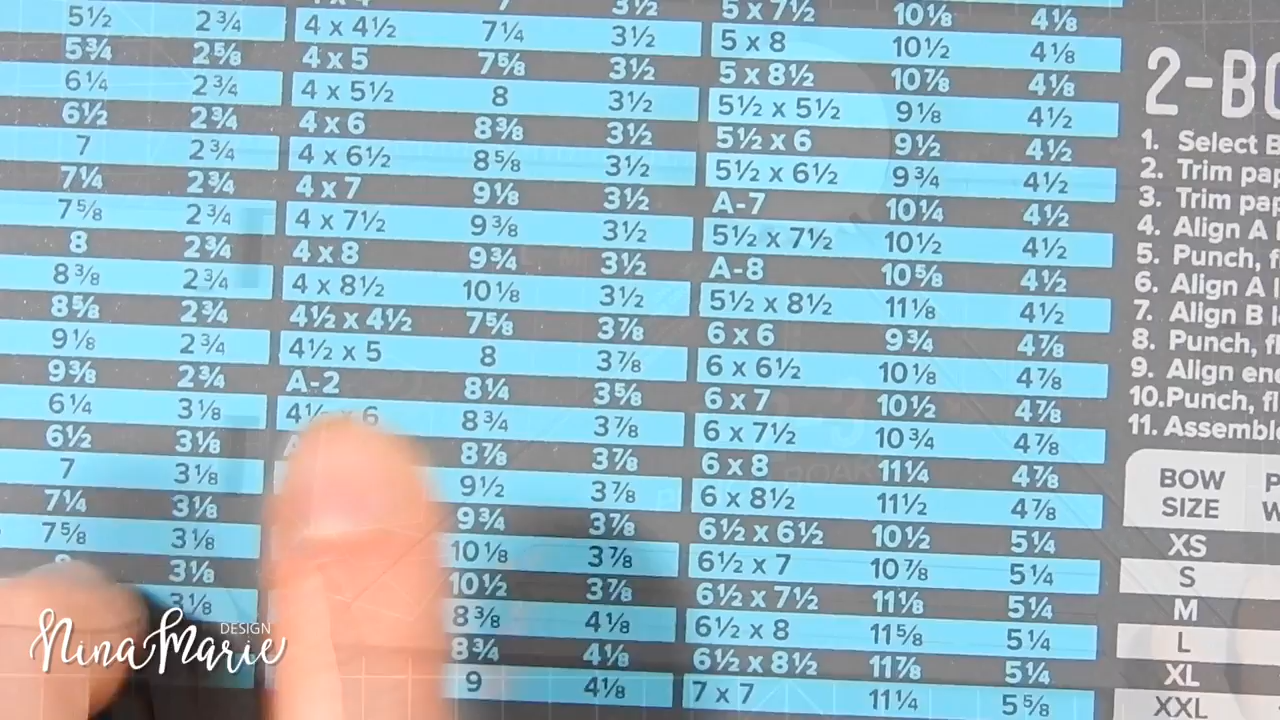 5½ 2¾
5¾ 2⅝
6¼ 2¾
6½ 2¾
7 2¾
7¼ 2¾
7⅝ 2¾
8 2¾
8⅜ 2¾
8⅝ 2¾
9⅛ 2¾
9⅜ 2¾
6¼ 3⅛
6½ 3⅛
7 3⅛
7¼ 3⅛
7⅝ 3⅛
3⅛
3⅛
7 3½
4 x 4½ 7¼ 3½
4 x 5 7⅝ 3½
4 x 5½ 8 3½
4 x 6 8⅜ 3½
4 x 6½ 8⅝ 3½
4 x 7 9⅛ 3½
4 x 7½ 9⅜ 3½
4 x 8 9¾ 3½
4 x 8½ 10⅛ 3½
4½ x 4½ 7⅝ 3⅞
4½ x 5 8 3⅞
A-2 8¼ 3⅝
4½ x 6 8¾ 3⅞
8⅞ 3⅞
9½ 3⅞
9¾ 3⅞
10⅛ 3⅞
10½ 3⅞
8⅜ 4⅛
8¾ 4⅛
9 4⅛
5 x 7½ 10⅛ 4⅛
5 x 8 10½ 4⅛
5 x 8½ 10⅞ 4⅛
5½ x 5½ 9⅛ 4½
5½ x 6 9½ 4½
5½ x 6½ 9¾ 4½
A-7 10¼ 4½
5½ x 7½ 10½ 4½
A-8 10⅝ 4½
5½ x 8½ 11⅛ 4½
6 x 6 9¾ 4⅞
6 x 6½ 10⅛ 4⅞
6 x 7 10½ 4⅞
6 x 7½ 10¾ 4⅞
6 x 8 11¼ 4⅞
6 x 8½ 11½ 4⅞
6½ x 6½ 10½ 5¼
6½ x 7 10⅞ 5¼
6½ x 7½ 11⅛ 5¼
6½ x 8 11⅝ 5¼
6½ x 8½ 11⅞ 5¼
7 x 7 11¼ 5⅝
2-BO
1. Select B
2. Trim pap
3. Trim pap
4. Align A l
5. Punch, fl
6. Align A l
7. Align B l
8. Punch, fl
9. Align end
10.Punch, fl
11. Assemble
BOW P
SIZE W
XS
S
M
L
XL
XXL
Nina Marie
DESIGN